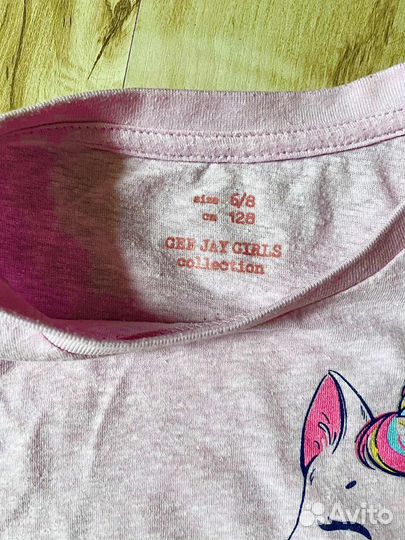 size 6/8
cm 128
GEE JAY GIRLS
collection
Avito